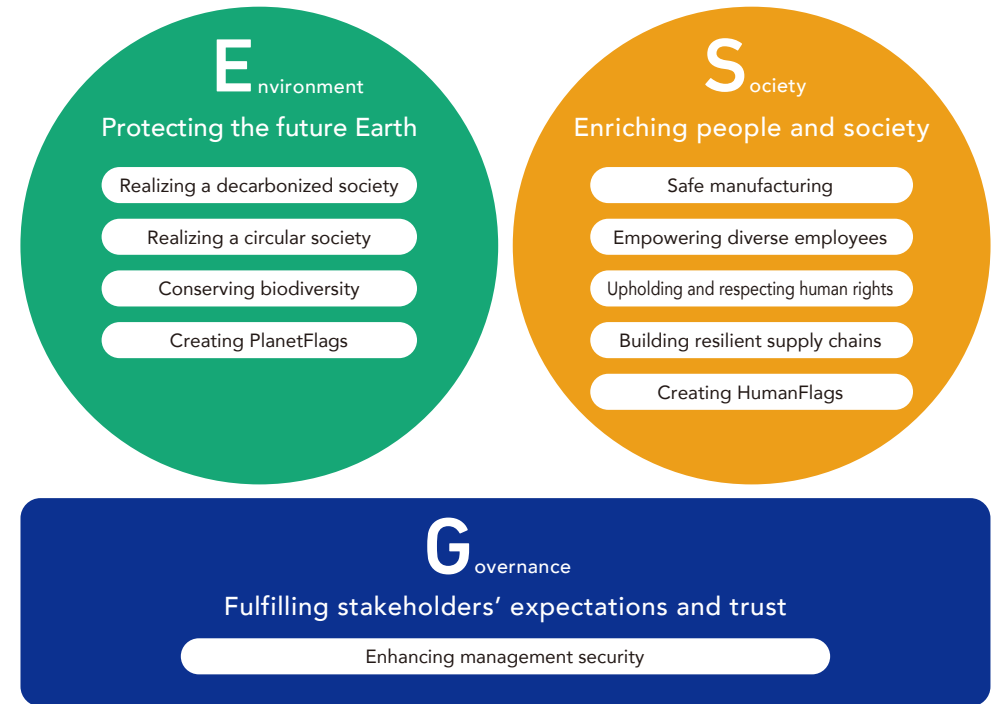 Environment
Protecting the future Earth
Realizing a decarbonized society
Realizing a circular society
Conserving biodiversity
Creating PlanetFlags
Society
Enriching people and society
Safe manufacturing
Empowering diverse employees
Upholding and respecting human rights
Building resilient supply chains
Creating HumanFlags
Governance
Fulfilling stakeholders’ expectations and trust
Enhancing management security